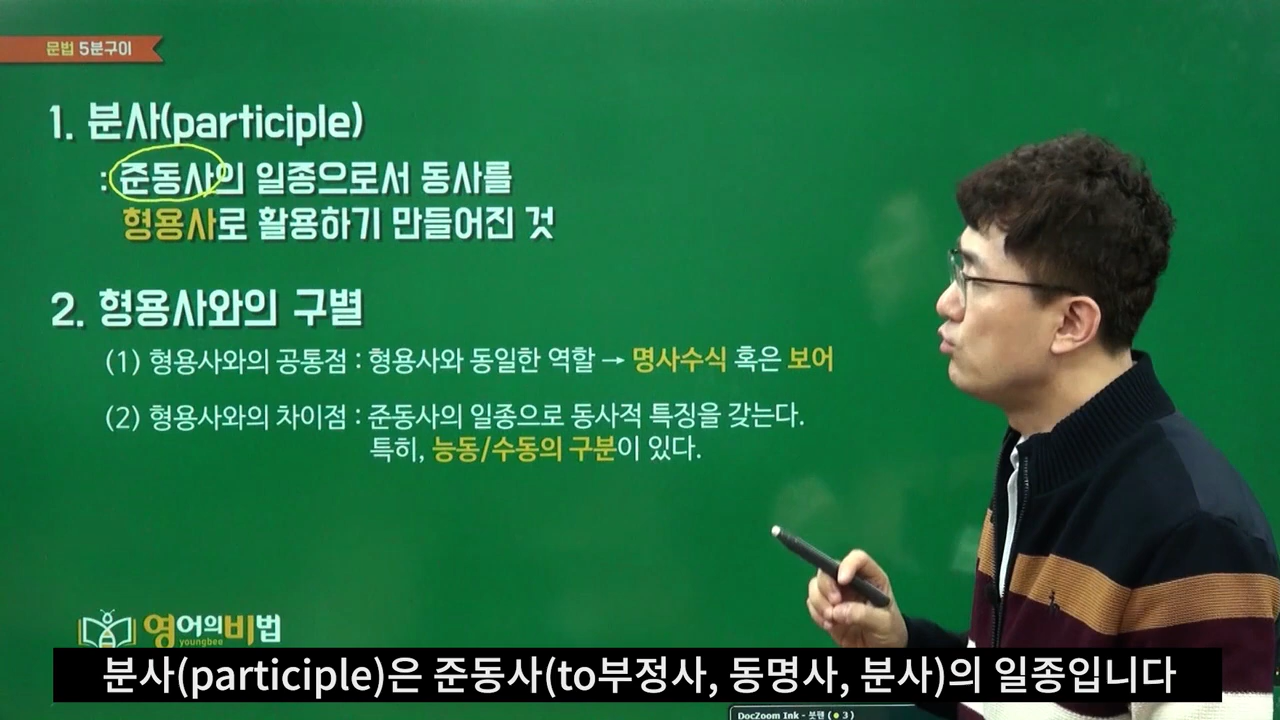 문법 5분구이
1. 분사(participle)
: 준동사의 일종으로서 동사를
형용사로 활용하기 만들어진 것
2. 형용사와의 구별
(1) 형용사와의 공통점 : 형용사와 동일한 역할 → 명사수식 혹은 보어
(2) 형용사와의 차이점 : 준동사의 일종으로 동사적 특징을 갖는다.
특히, 능동/수동의 구분이 있다.
영어의비법
youngbee
분사(participle)은 준동사(to부정사, 동명사, 분사)의 일종입니다
DocZoom Ink - 붓펜 ( 3 )